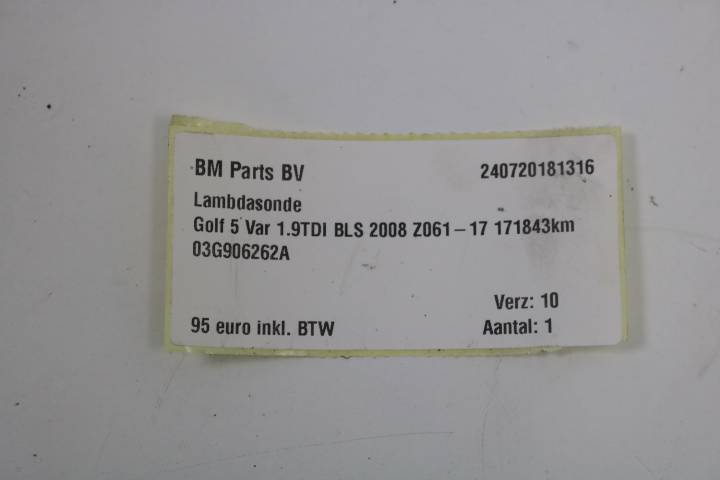 BM Parts BV 240720181316
Lambdasonde
Golf 5 Var 1.9TDI BLS 2008 Z061-17 171843km
03G906262A
Verz: 10
95 euro inkl. BTW Aantal: 1